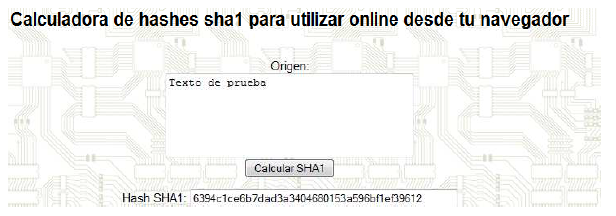 Calculadora de hashes sha1 para utilizar online desde tu navegador
Origen:
Texto de prueba
Calcular SHA1
Hash SHA1: 6394c1ce6b7dad3a3404680153a596bf1ef39612